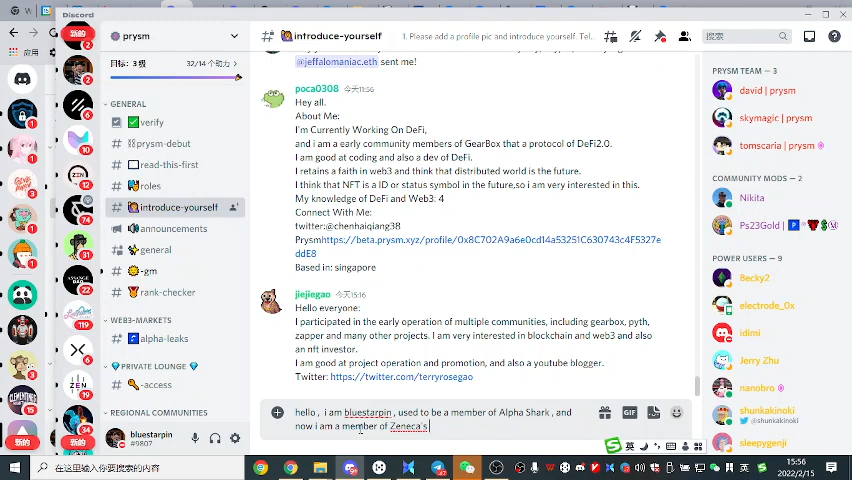 Discord
新的
应用
prysm
introduce-yourself
1. Please add a profile pic and introduce yourself. Tel...
搜索
目标: 3 级
32/14 个助力
GENERAL
verify
prysm-debut
read-this-first
roles
introduce-yourself
announcements
general
-gm
rank-checker
WEB3-MARKETS
alpha-leaks
PRIVATE LOUNGE
-access
REGIONAL COMMUNITIES
bluestarpin
#9807
@jeffalomaniac.eth sent me!
poca0308 今天11:56
Hey all.
About Me:
I'm Currently Working On DeFi,
and i am a early community members of GearBox that a protocol of DeFi2.0.
I am good at coding and also a dev of DeFi.
I retains a faith in web3 and think that distributed world is the future.
I think that NFT is a ID or status symbol in the future,so i am very interested in this.
My knowledge of DeFi and Web3: 4
Connect With Me:
twitter:@chenhaiqiang38
Prysmhttps://beta.prysm.xyz/profile/0x8C702A9a6e0cd14a53251C630743c4F5327e
ddE8
Based in: singapore
jiejiegao 今天15:16
Hello everyone:
I participated in the early operation of multiple communities, including gearbox, pyth,
zapper and many other projects. I am very interested in blockchain and web3 and also
an nft investor.
I am good at project operation and promotion, and also a youtube blogger.
Twitter: https://twitter.com/terryrosegao
hello , i am bluestarpin , used to be a member of Alpha Shark , and
now i am a member of Zeneca's
GIF
PRYSM TEAM — 3
david | prysm
skymagic | prysm
tomscaria | prysm
COMMUNITY MODS — 2
Nikita
Ps23Gold |
POWER USERS — 9
Becky2
electrode_0x
idimi
Jerry Zhu
nanobro
shunkakinoki
@shunkakinoki
sleepygenji
新的
在这里输入你要搜索的内容
英
15:56
2022/2/15